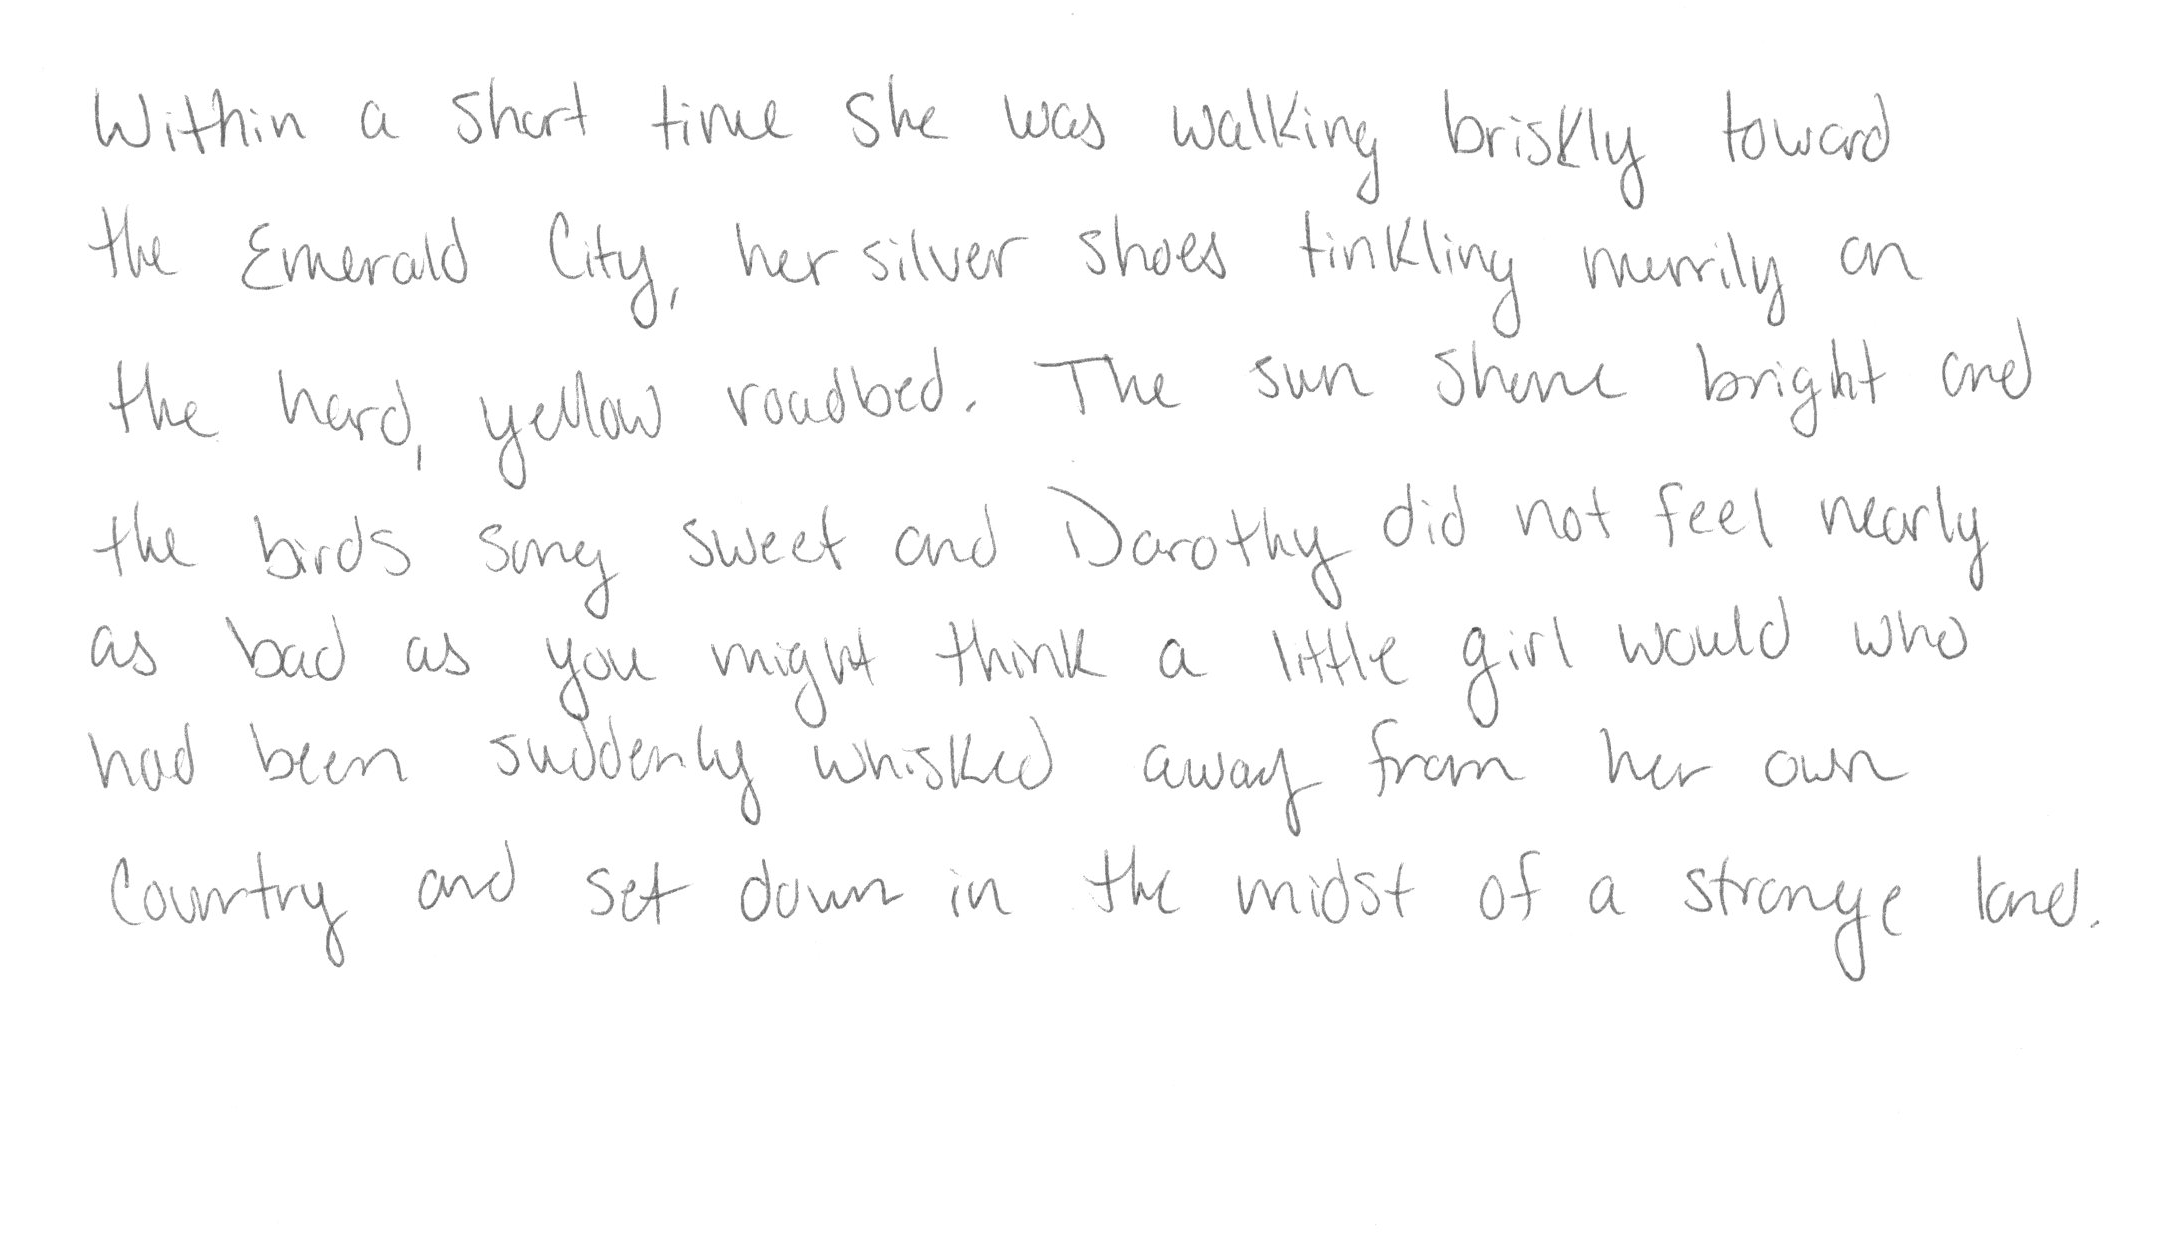 Within a short time she was walking briskly toward
the Emerald City, her silver shoes tinkling merrily on
the hard, yellow roadbed. The sun shone bright and
the birds sang sweet and Dorothy did not feel nearly
as bad as you might think a little girl would who
had been suddenly whisked away from her own
Country and set down in the midst of a strange land.